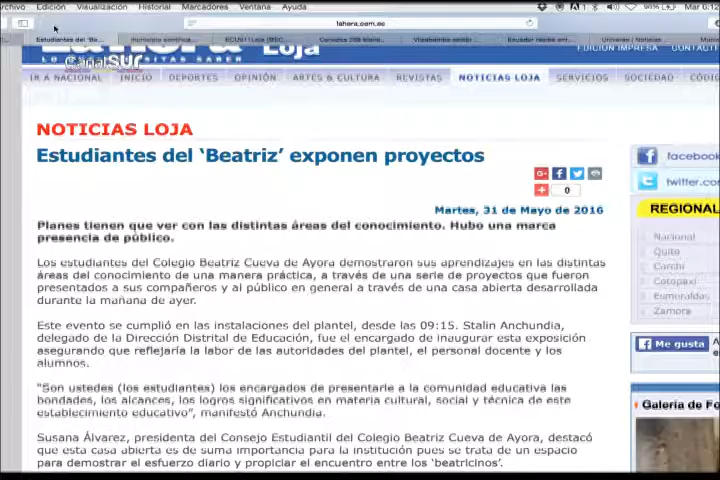 Archivo Edición Visualización Historial Marcadores Ventana Ayuda
lahora.com.ec
Estudiantes del 'Be...
Loja
EDICIÓN IMPRESA
CanalSur
IR A NACIONAL INICIO DEPORTES OPINIÓN ARTES & CULTURA REVISTAS NOTICIAS LOJA SERVICIOS SOCIEDAD
NOTICIAS LOJA
Estudiantes del ‘Beatriz’ exponen proyectos
0
Martes, 31 de Mayo de 2016
Planes tienen que ver con las distintas áreas del conocimiento. Hubo una marca
presencia de público.
Los estudiantes del Colegio Beatriz Cueva de Ayora demostraron sus aprendizajes en las distintas
áreas del conocimiento de una manera práctica, a través de una serie de proyectos que fueron
presentados a sus compañeros y al público en general a través de una casa abierta desarrollada
durante la mañana de ayer.
Este evento se cumplió en las instalaciones del plantel, desde las 09:15. Stalin Anchundia,
delegado de la Dirección Distrital de Educación, fue el encargado de inaugurar esta exposición
asegurando que reflejaría la labor de las autoridades del plantel, el personal docente y los
alumnos.
“Son ustedes (los estudiantes) los encargados de presentarle a la comunidad educativa las
bondades, los alcances, los logros significativos en materia cultural, social y técnica de este
establecimiento educativo”, manifestó Anchundia.
Susana Álvarez, presidenta del Consejo Estudiantil del Colegio Beatriz Cueva de Ayora, destacó
que esta casa abierta es de suma importancia para la institución pues se trata de un espacio
para demostrar el esfuerzo diario y propiciar el encuentro entre los ‘beatricinos’.
facebook
twitter.co
REGIONAL
Nacional
Quito
Carchi
Cotopaxi
Esmeraldas
Zamora
Me gusta
Galería de Fo